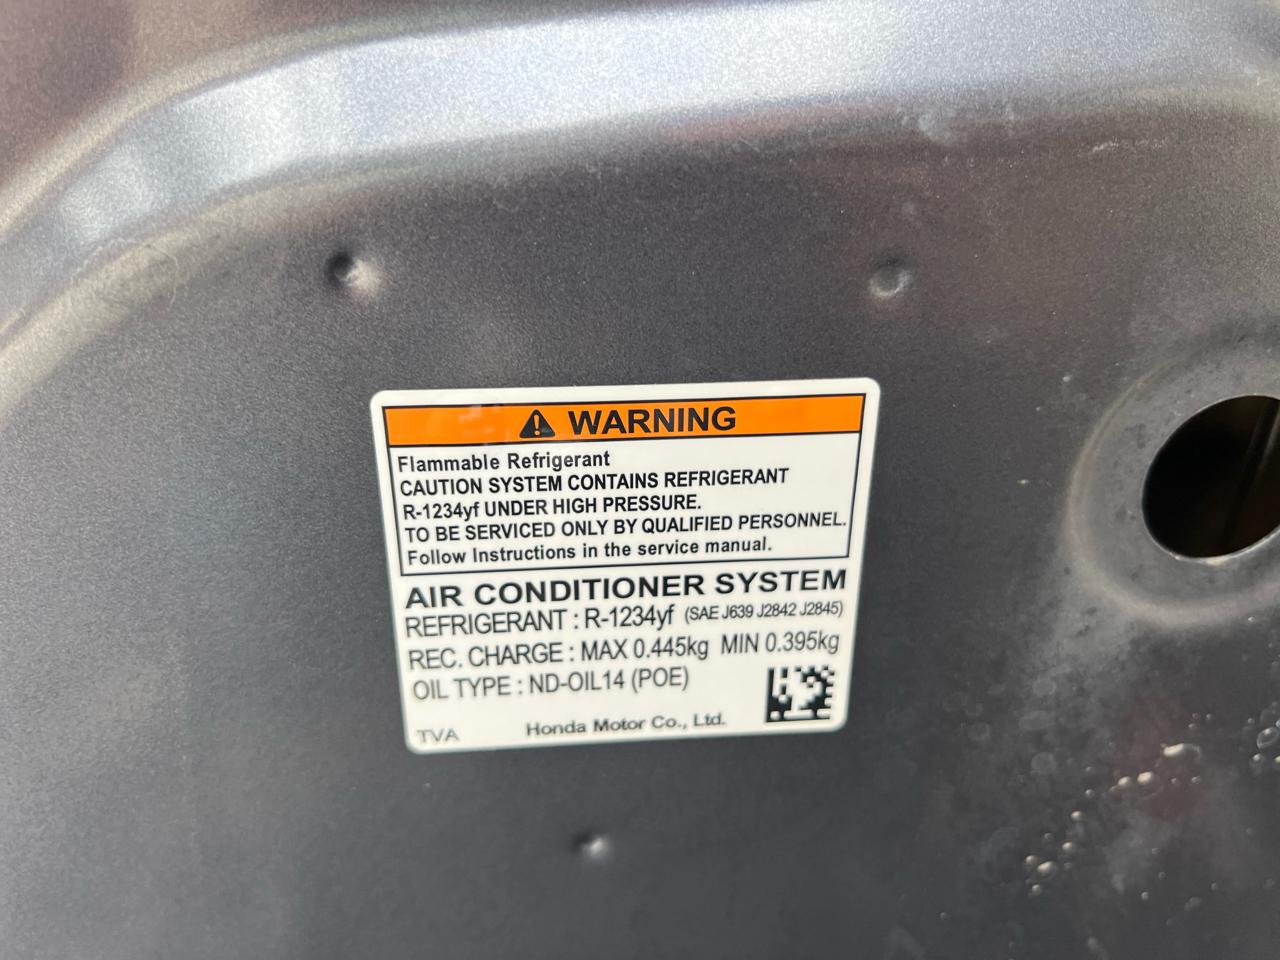 WARNING
Flammable Refrigerant
CAUTION SYSTEM CONTAINS REFRIGERANT
R-1234yf UNDER HIGH PRESSURE.
TO BE SERVICED ONLY BY QUALIFIED PERSONNEL.
Follow Instructions in the service manual.
AIR CONDITIONER SYSTEM
REFRIGERANT : R-1234yf (SAE J639 J2842 J2845)
REC. CHARGE : MAX 0.445kg MIN 0.395kg
OIL TYPE : ND-OIL14 (POE)
TVA Honda Motor Co., Ltd.